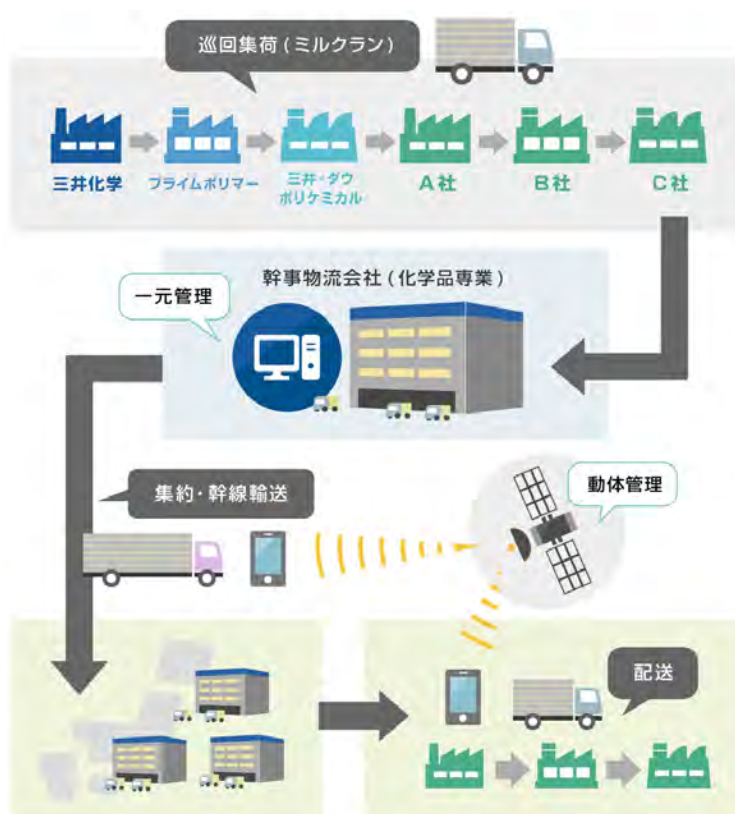 巡回集荷(ミルクラン)
三井化学
プライムポリマー
三井・ダウ
ポリケミカル
A社
B社
C社
幹事物流会社(化学品専業)
一元管理
集約・幹線輸送
動体管理
配送